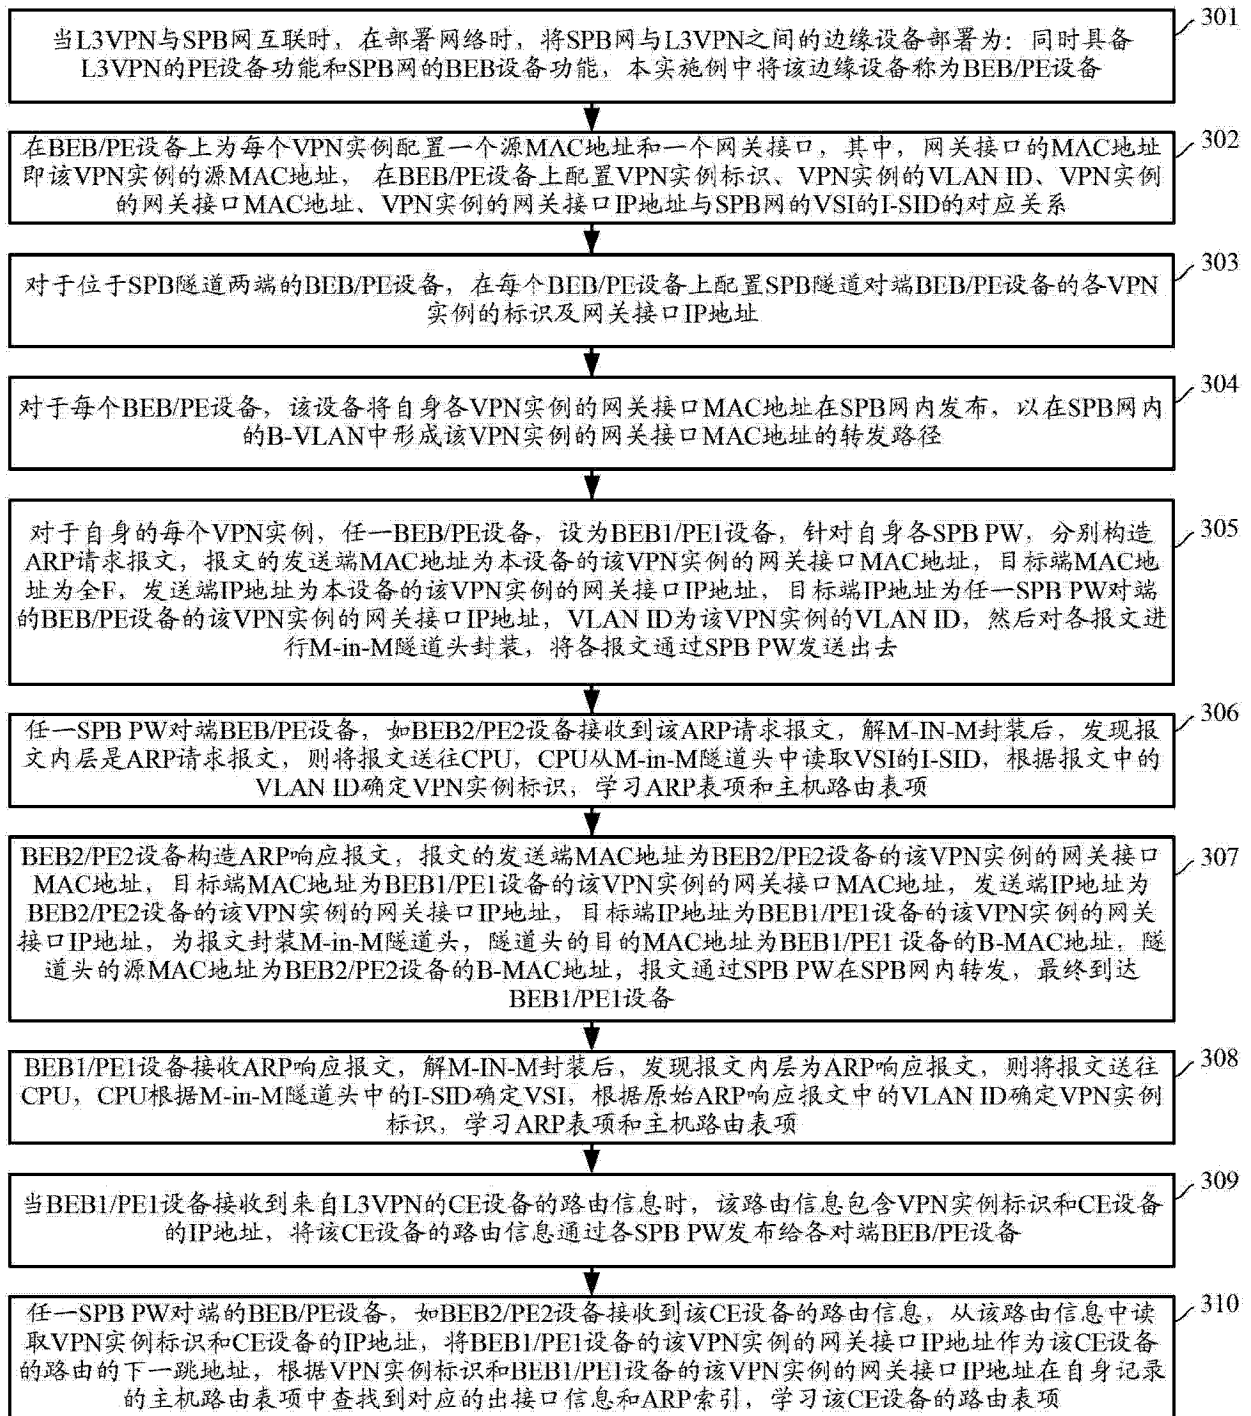 当L3VPN与SPB网互联时，在部署网络时，将SPB网与L3VPN之间的边缘设备部署为：同时具备
L3VPN的PE设备功能和SPB网的BEB设备功能，本实施例中将该边缘设备称为BEB/PE设备
301
在BEB/PE设备上为每个VPN实例配置一个源MAC地址和一个网关接口，其中，网关接口的MAC地址
即该VPN实例的源MAC地址，在BEB/PE设备上配置VPN实例标识、VPN实例的VLAN ID、VPN实例
的网关接口MAC地址、VPN实例的网关接口IP地址与SPB网的VSI的I-SID的对应关系
302
对于位于SPB隧道两端的BEB/PE设备，在每个BEB/PE设备上配置SPB隧道对端BEB/PE设备的各VPN
实例的标识及网关接口IP地址
303
对于每个BEB/PE设备，该设备将自身各VPN实例的网关接口MAC地址在SPB网内发布，以在SPB网内
的B-VLAN中形成该VPN实例的网关接口MAC地址的转发路径
304
对于自身的每个VPN实例，任一BEB/PE设备，设为BEB1/PE1设备，针对自身各SPB PW，分别构造
ARP请求报文，报文的发送端MAC地址为本设备的该VPN实例的网关接口MAC地址，目标端MAC地
址为全F，发送端IP地址为本设备的该VPN实例的网关接口IP地址，目标端IP地址为任一SPB PW对端
的BEB/PE设备的该VPN实例的网关接口IP地址，VLAN ID为该VPN实例的VLAN ID，然后对各报文进
行M-in-M隧道头封装，将各报文通过SPB PW发送出去
305
任一SPB PW对端BEB/PE设备，如BEB2/PE2设备接收到该ARP请求报文，解M-IN-M封装后，发现报
文内层是ARP请求报文，则将报文送往CPU，CPU从M-in-M隧道头中读取VSI的I-SID，根据报文中的
VLAN ID确定VPN实例标识，学习ARP表项和主机路由表项
306
BEB2/PE2设备构造ARP响应报文，报文的发送端MAC地址为BEB2/PE2设备的该VPN实例的网关接口
MAC地址，目标端MAC地址为BEB1/PE1设备的该VPN实例的网关接口MAC地址，发送端IP地址为
BEB2/PE2设备的该VPN实例的网关接口IP地址，目标端IP地址为BEB1/PE1设备的该VPN实例的网关
接口IP地址，为报文封装M-in-M隧道头，隧道头的目的MAC地址为BEB1/PE1 设备的B-MAC地址，隧
道头的源MAC地址为BEB2/PE2设备的B-MAC地址，报文通过SPB PW在SPB网内转发，最终到达
BEB1/PE1设备
307
BEB1/PE1设备接收ARP响应报文，解M-IN-M封装后，发现报文内层为ARP响应报文，则将报文送往
CPU，CPU根据M-in-M隧道头中的I-SID确定VSI，根据原始ARP响应报文中的VLAN ID确定VPN实例
标识，学习ARP表项和主机路由表项
308
当BEB1/PE1设备接收到来自L3VPN的CE设备的路由信息时，该路由信息包含VPN实例标识和CE设备
的IP地址，将该CE设备的路由信息通过各SPB PW发布给各对端BEB/PE设备
309
任一SPB PW对端的BEB/PE设备，如BEB2/PE2设备接收到该CE设备的路由信息，从该路由信息中读
取VPN实例标识和CE设备的IP地址，将BEB1/PE1设备的该VPN实例的网关接口IP地址作为该CE设备
的路由的下一跳地址，根据VPN实例标识和BEB1/PE1设备的该VPN实例的网关接口IP地址在自身记录
的主机路由表项中查找到对应的出接口信息和ARP索引，学习该CE设备的路由表项
310